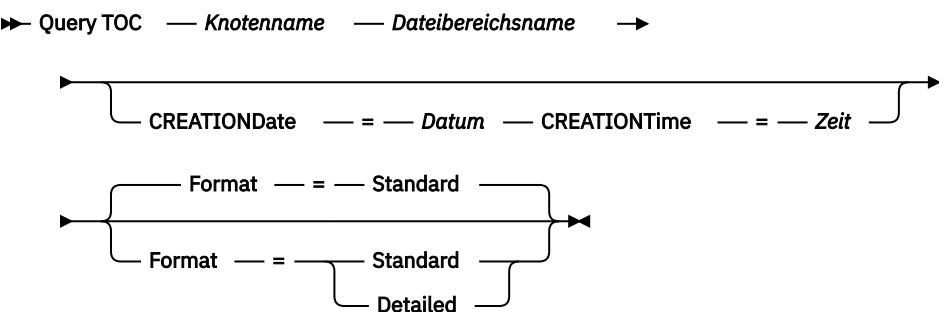 Query TOC Knotenname Dateibereichsname
CREATIONDate = Datum CREATIONTime = Zeit
Format = Standard
Format = Standard
Detailed